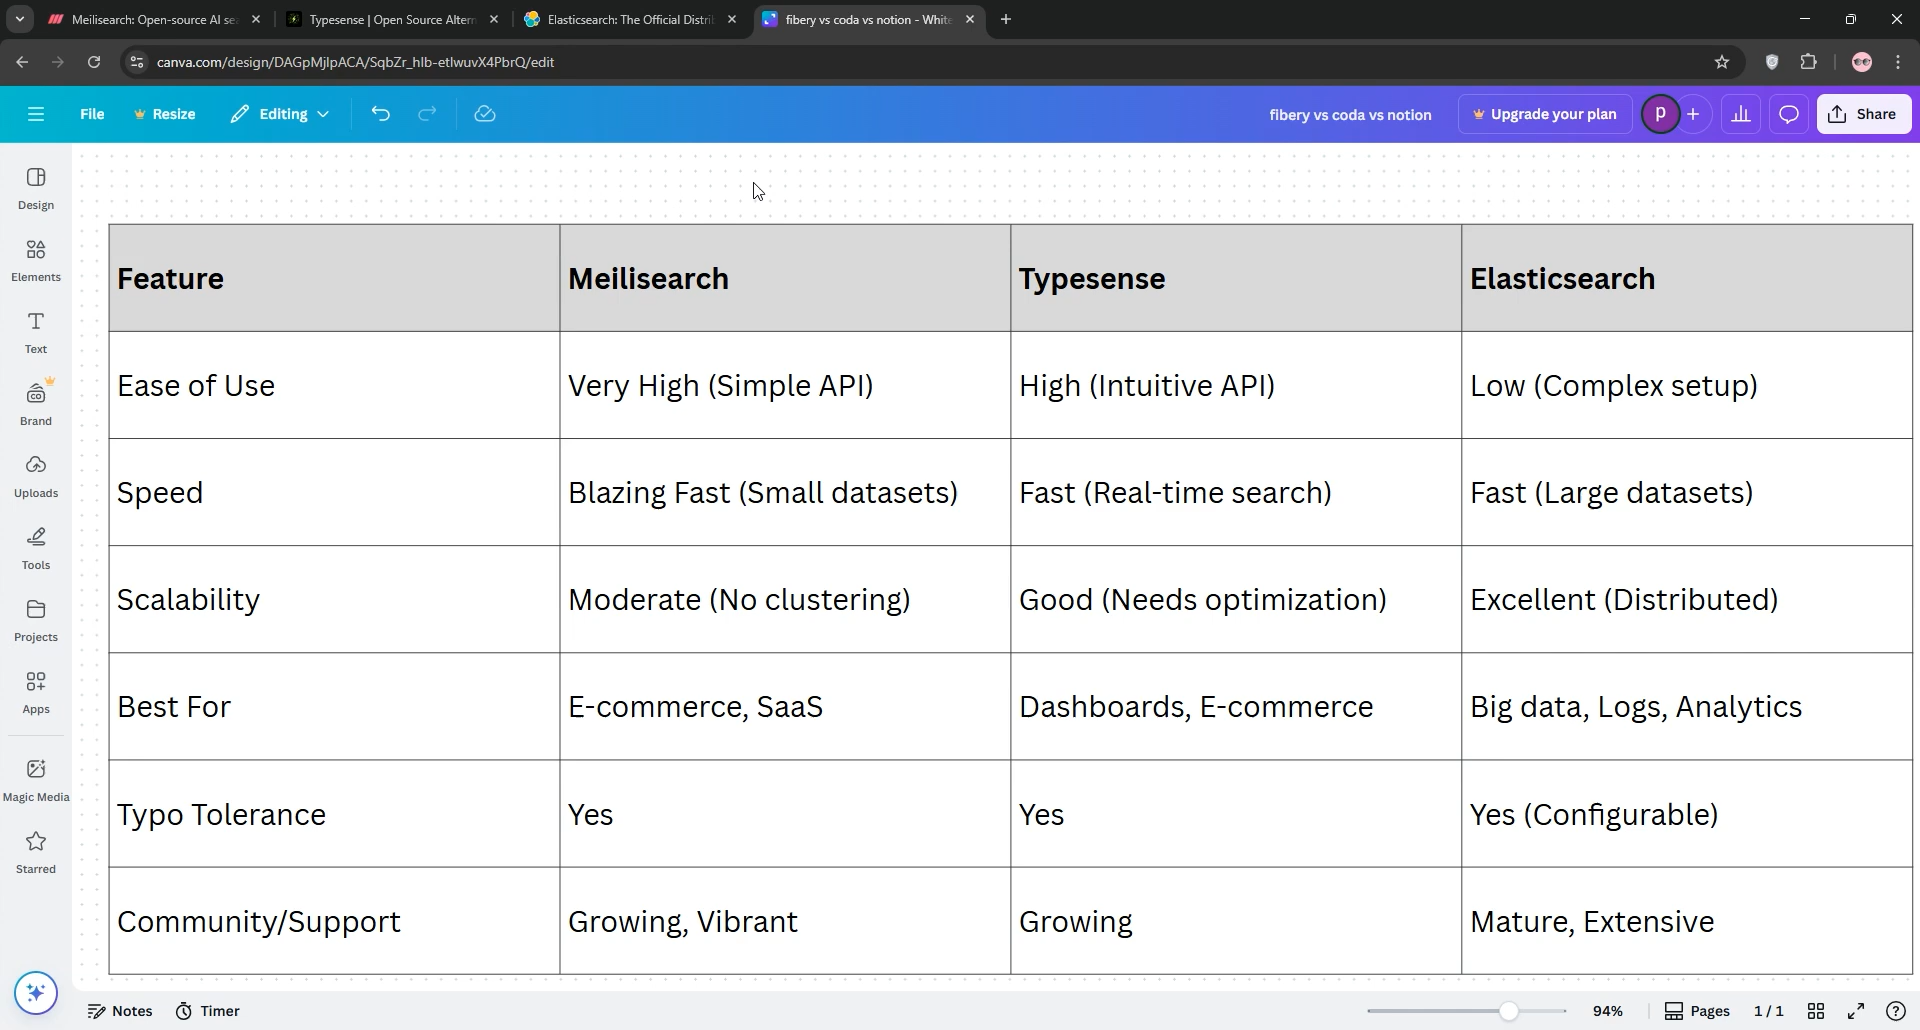 Meilisearch: Open-source AI se
Typesense | Open Source Altern
Elasticsearch: The Official Distri
fibery vs coda vs notion - White
canva.com/design/DAGpMjlpACA/SqbZr_hlb-etlwuvX4PbrQ/edit
File
Resize
Editing
fibery vs coda vs notion
Upgrade your plan
p
Share
Design
Elements
Text
Brand
Uploads
Tools
Projects
Apps
Magic Media
Starred
Feature Meilisearch Typesense Elasticsearch
Ease of Use Very High (Simple API) High (Intuitive API) Low (Complex setup)
Speed Blazing Fast (Small datasets) Fast (Real-time search) Fast (Large datasets)
Scalability Moderate (No clustering) Good (Needs optimization) Excellent (Distributed)
Best For E-commerce, SaaS Dashboards, E-commerce Big data, Logs, Analytics
Typo Tolerance Yes Yes Yes (Configurable)
Community/Support Growing, Vibrant Growing Mature, Extensive
Notes Timer 94% Pages 1 / 1